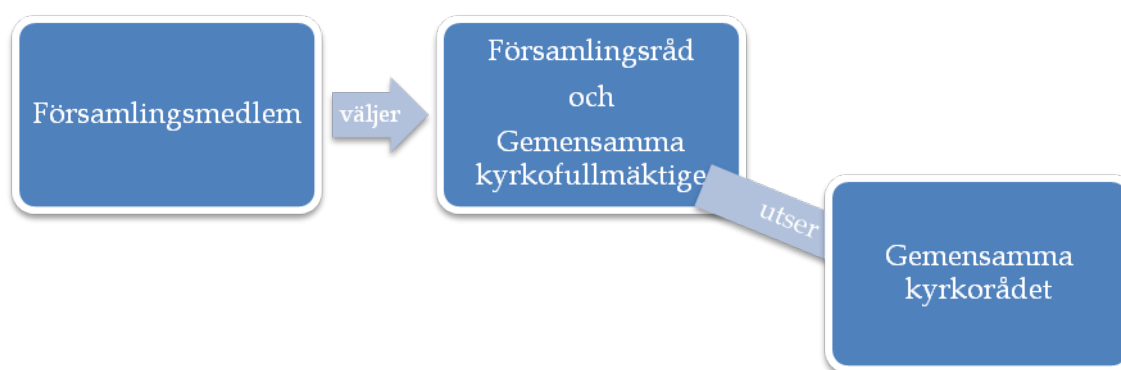 Församlingsmedlem
väljer
Församlingsråd
och
Gemensamma
kyrkofullmäktige
utser
Gemensamma
kyrkorådet